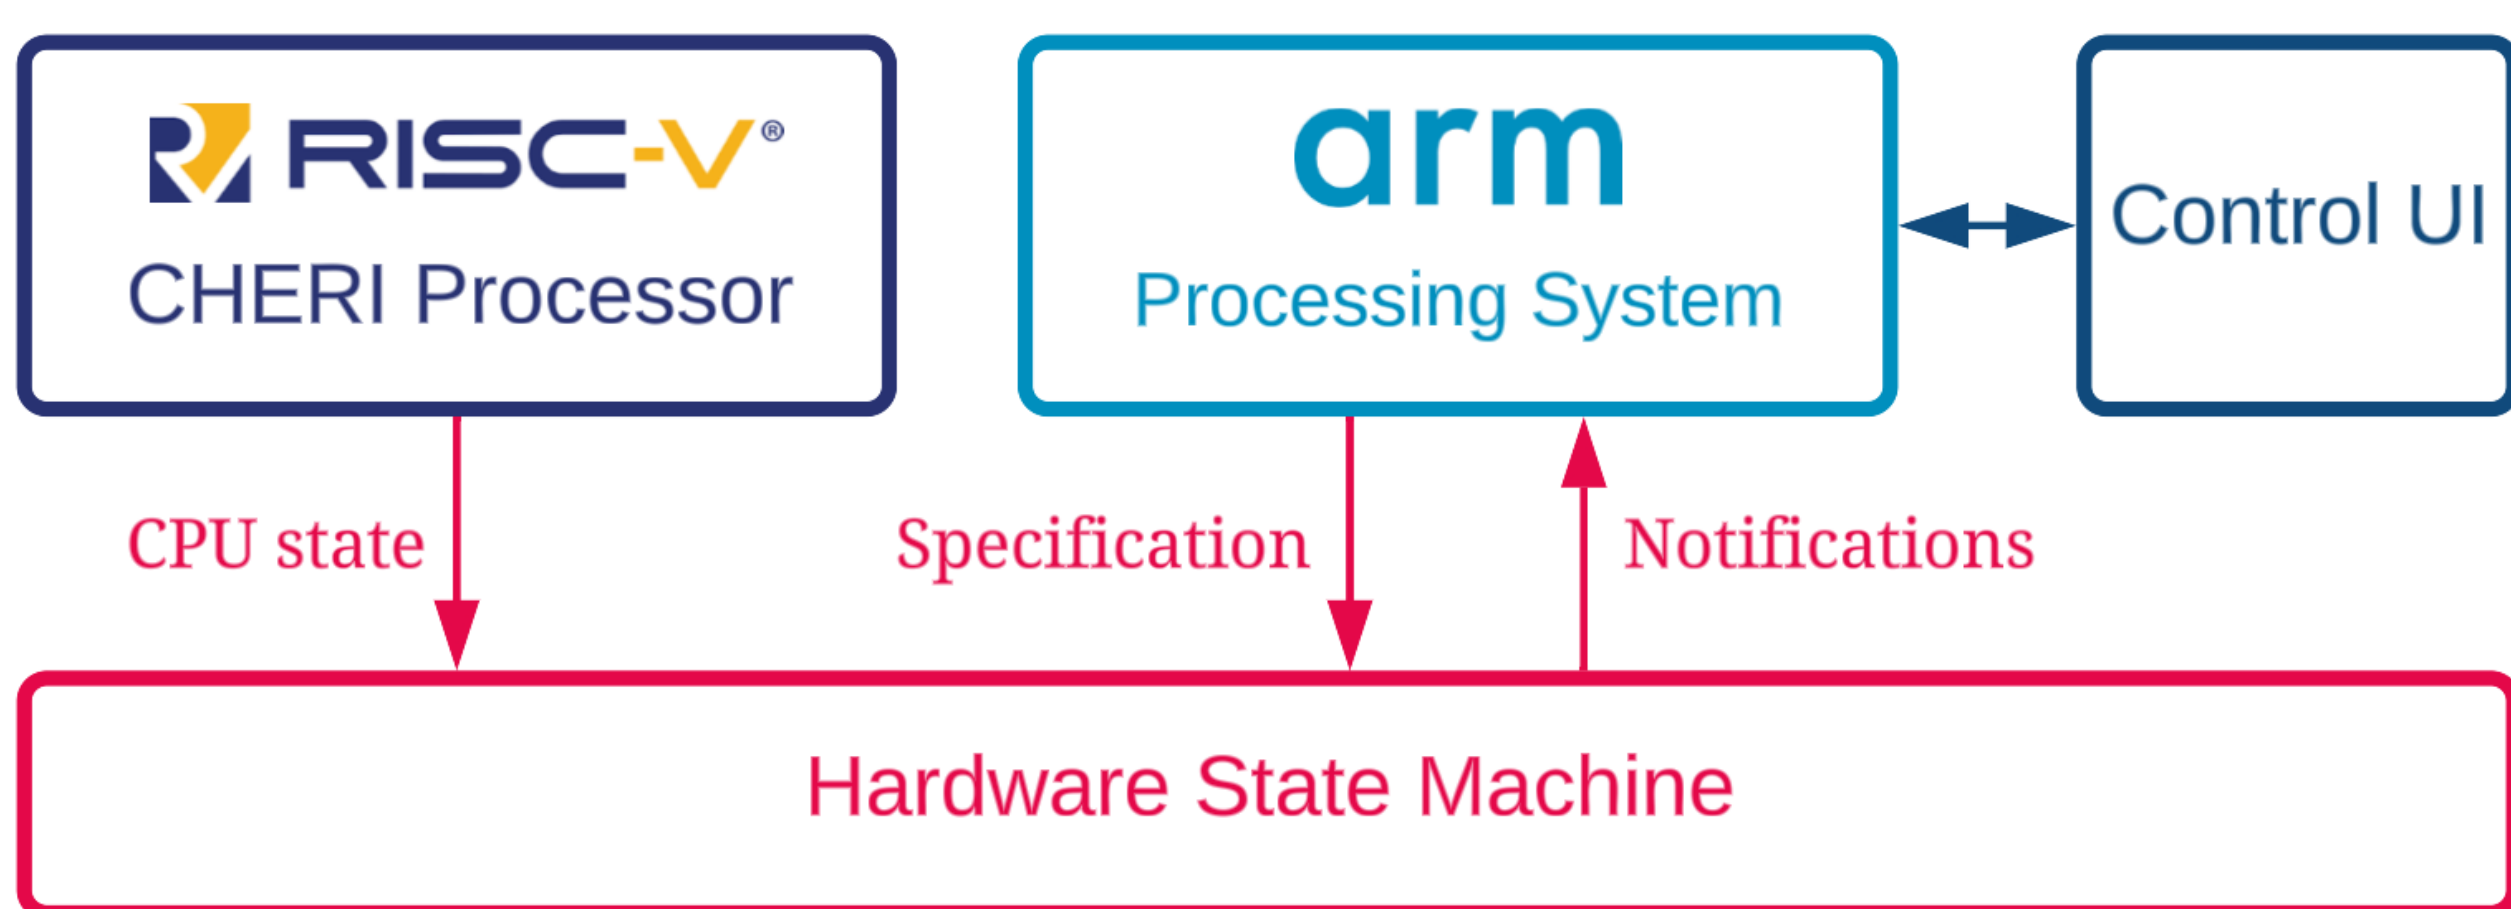 RISC-V®
CHERI Processor
arm
Processing System
Control UI
CPU state
Specification
Notifications
Hardware State Machine